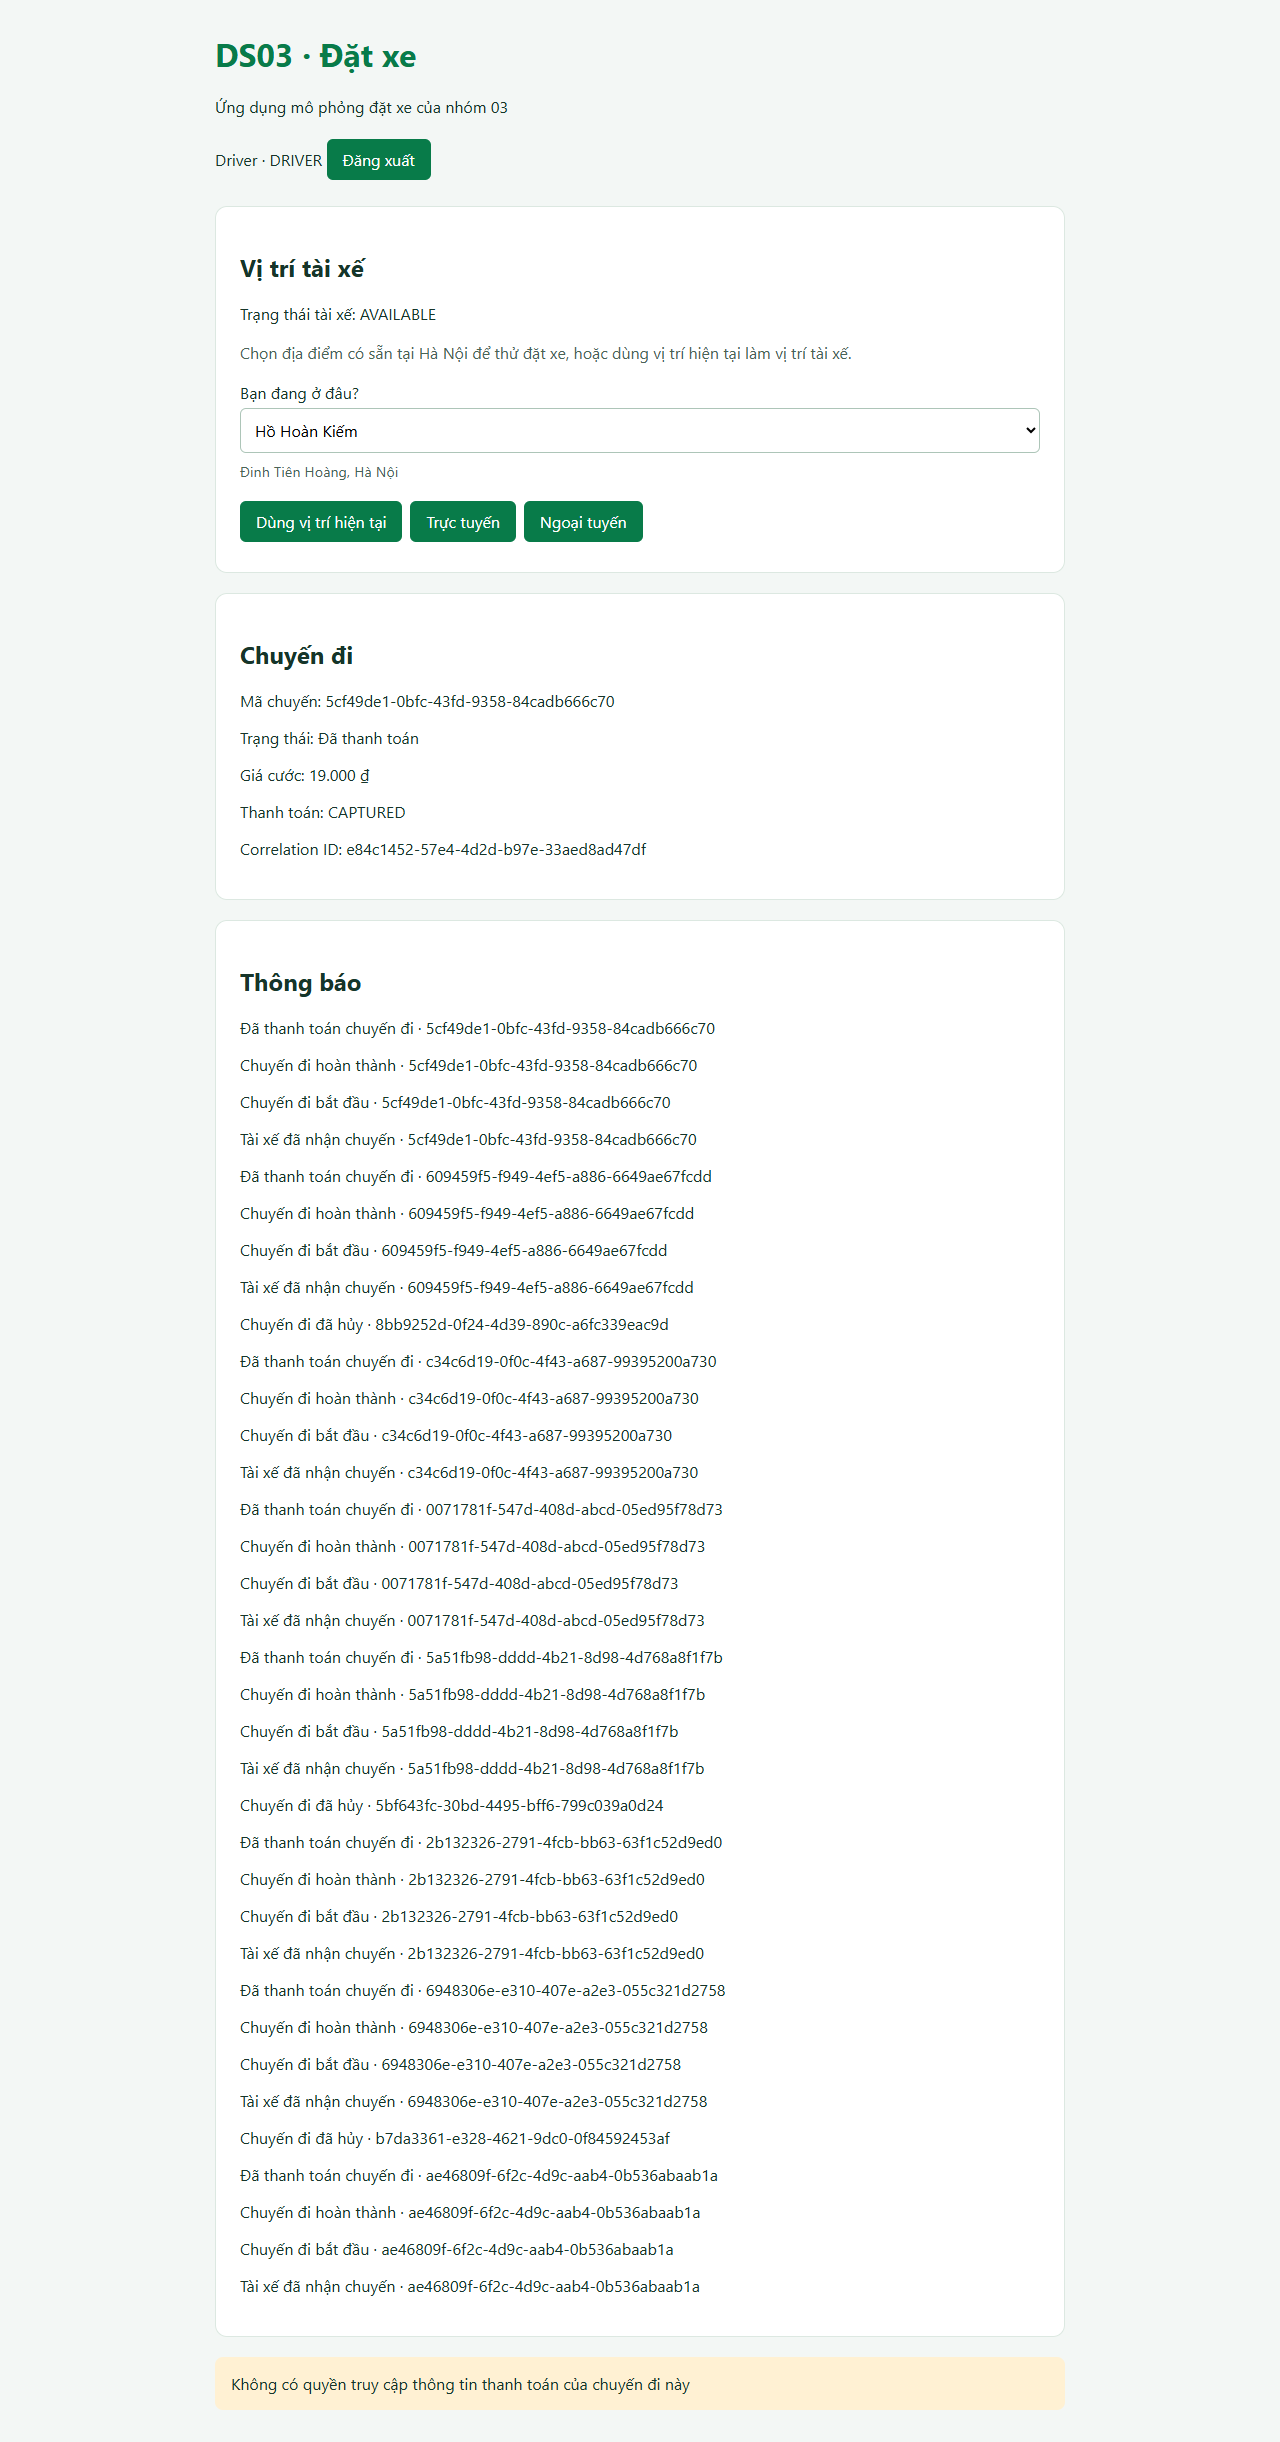 DS03 · Đặt xe
Ứng dụng mô phỏng đặt xe của nhóm 03
Driver · DRIVER Đăng xuất
Vị trí tài xế
Trạng thái tài xế: AVAILABLE
Chọn địa điểm có sẵn tại Hà Nội để thử đặt xe, hoặc dùng vị trí hiện tại làm vị trí tài xế.
Bạn đang ở đâu?
Hồ Hoàn Kiếm
Đinh Tiên Hoàng, Hà Nội
Dùng vị trí hiện tại Trực tuyến Ngoại tuyến
Chuyến đi
Mã chuyến: 5cf49de1-0bfc-43fd-9358-84cadb666c70
Trạng thái: Đã thanh toán
Giá cước: 19.000 ₫
Thanh toán: CAPTURED
Correlation ID: e84c1452-57e4-4d2d-b97e-33aed8ad47df
Thông báo
Đã thanh toán chuyến đi · 5cf49de1-0bfc-43fd-9358-84cadb666c70
Chuyến đi hoàn thành · 5cf49de1-0bfc-43fd-9358-84cadb666c70
Chuyến đi bắt đầu · 5cf49de1-0bfc-43fd-9358-84cadb666c70
Tài xế đã nhận chuyến · 5cf49de1-0bfc-43fd-9358-84cadb666c70
Đã thanh toán chuyến đi · 609459f5-f949-4ef5-a886-6649ae67fcdd
Chuyến đi hoàn thành · 609459f5-f949-4ef5-a886-6649ae67fcdd
Chuyến đi bắt đầu · 609459f5-f949-4ef5-a886-6649ae67fcdd
Tài xế đã nhận chuyến · 609459f5-f949-4ef5-a886-6649ae67fcdd
Chuyến đi đã hủy · 8bb9252d-0f24-4d39-890c-a6fc339eac9d
Đã thanh toán chuyến đi · c34c6d19-0f0c-4f43-a687-99395200a730
Chuyến đi hoàn thành · c34c6d19-0f0c-4f43-a687-99395200a730
Chuyến đi bắt đầu · c34c6d19-0f0c-4f43-a687-99395200a730
Tài xế đã nhận chuyến · c34c6d19-0f0c-4f43-a687-99395200a730
Đã thanh toán chuyến đi · 0071781f-547d-408d-abcd-05ed95f78d73
Chuyến đi hoàn thành · 0071781f-547d-408d-abcd-05ed95f78d73
Chuyến đi bắt đầu · 0071781f-547d-408d-abcd-05ed95f78d73
Tài xế đã nhận chuyến · 0071781f-547d-408d-abcd-05ed95f78d73
Đã thanh toán chuyến đi · 5a51fb98-dddd-4b21-8d98-4d768a8f1f7b
Chuyến đi hoàn thành · 5a51fb98-dddd-4b21-8d98-4d768a8f1f7b
Chuyến đi bắt đầu · 5a51fb98-dddd-4b21-8d98-4d768a8f1f7b
Tài xế đã nhận chuyến · 5a51fb98-dddd-4b21-8d98-4d768a8f1f7b
Chuyến đi đã hủy · 5bf643fc-30bd-4495-bff6-799c039a0d24
Đã thanh toán chuyến đi · 2b132326-2791-4fcb-bb63-63f1c52d9ed0
Chuyến đi hoàn thành · 2b132326-2791-4fcb-bb63-63f1c52d9ed0
Chuyến đi bắt đầu · 2b132326-2791-4fcb-bb63-63f1c52d9ed0
Tài xế đã nhận chuyến · 2b132326-2791-4fcb-bb63-63f1c52d9ed0
Đã thanh toán chuyến đi · 6948306e-e310-407e-a2e3-055c321d2758
Chuyến đi hoàn thành · 6948306e-e310-407e-a2e3-055c321d2758
Chuyến đi bắt đầu · 6948306e-e310-407e-a2e3-055c321d2758
Tài xế đã nhận chuyến · 6948306e-e310-407e-a2e3-055c321d2758
Chuyến đi đã hủy · b7da3361-e328-4621-9dc0-0f84592453af
Đã thanh toán chuyến đi · ae46809f-6f2c-4d9c-aab4-0b536abaab1a
Chuyến đi hoàn thành · ae46809f-6f2c-4d9c-aab4-0b536abaab1a
Chuyến đi bắt đầu · ae46809f-6f2c-4d9c-aab4-0b536abaab1a
Tài xế đã nhận chuyến · ae46809f-6f2c-4d9c-aab4-0b536abaab1a
Không có quyền truy cập thông tin thanh toán của chuyến đi này